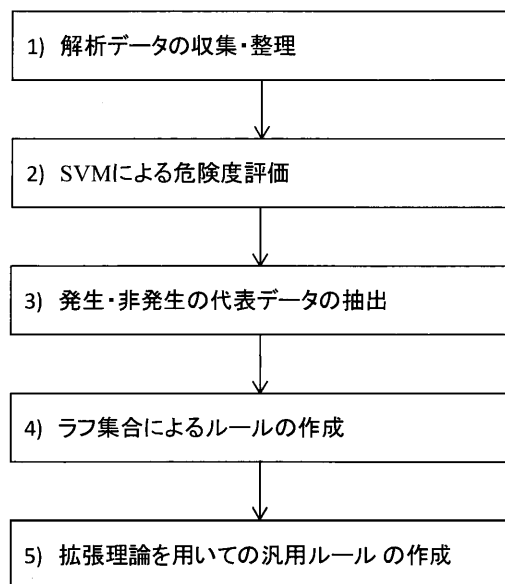 1) 解析データの収集・整理
2) SVMによる危険度評価
3) 発生・非発生の代表データの抽出
4) ラフ集合によるルールの作成
5) 拡張理論を用いての汎用ルール の作成